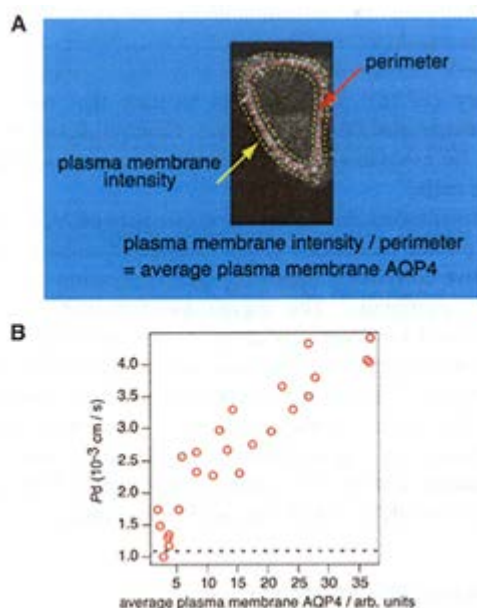 A
perimeter
plasma membrane
intensity
plasma membrane intensity / perimeter
= average plasma membrane AQP4
B
4.0
3.5
3.0
2.5
2.0
1.5
1.0
Pd (10⁻³ cm / s)
5 10 15 20 25 30 35
average plasma membrane AQP4 / arb. units